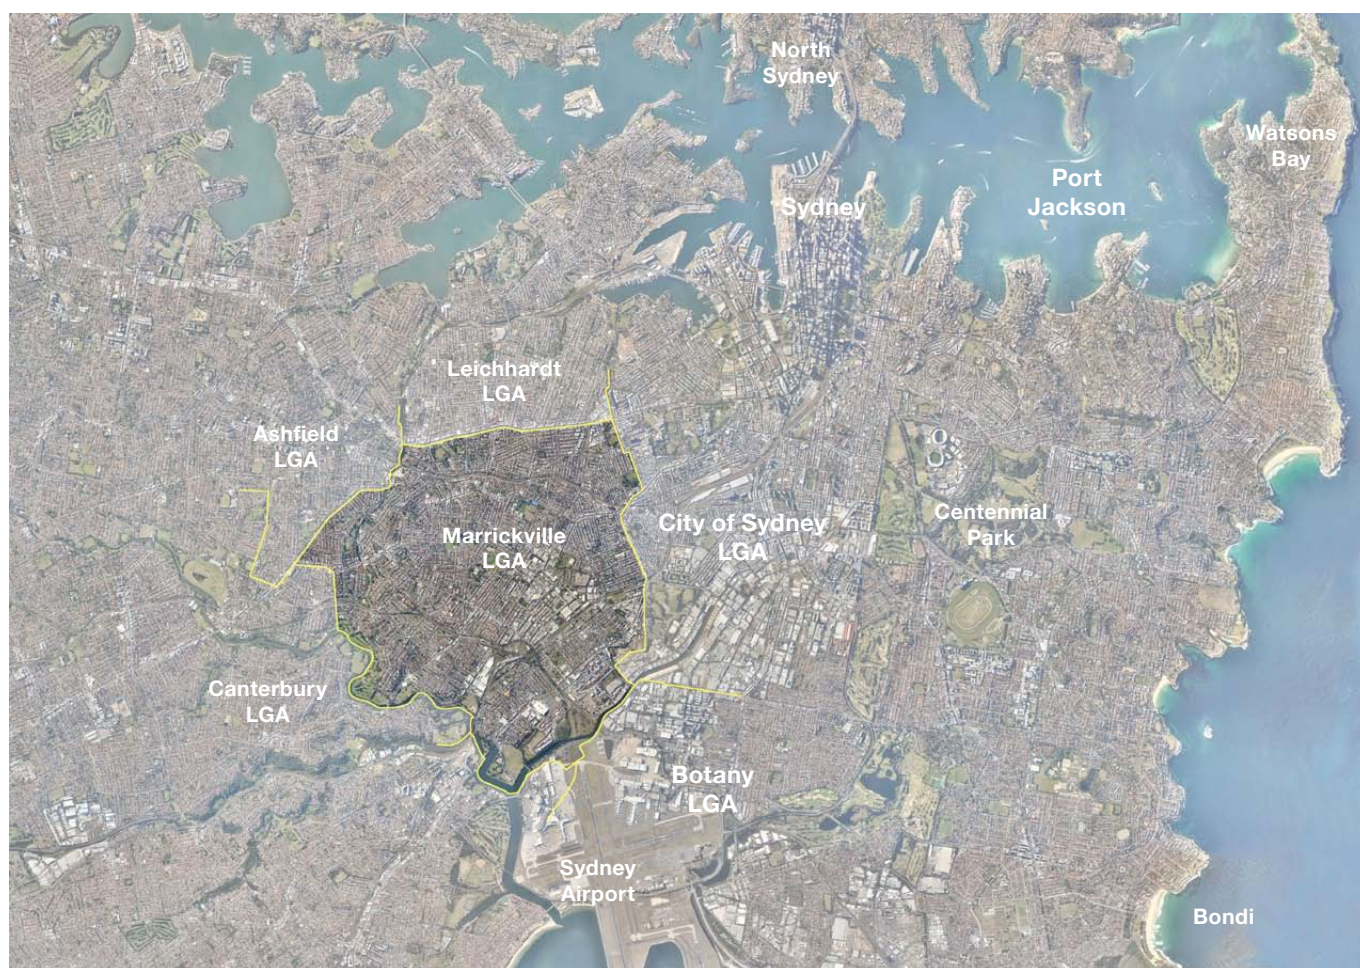 North
Sydney
Watsons
Bay
Port
Jackson
Sydney
Leichhardt
LGA
Ashfield
LGA
Marrickville
LGA
City of Sydney
LGA
Centennial
Park
Canterbury
LGA
Botany
LGA
Sydney
Airport
Bondi